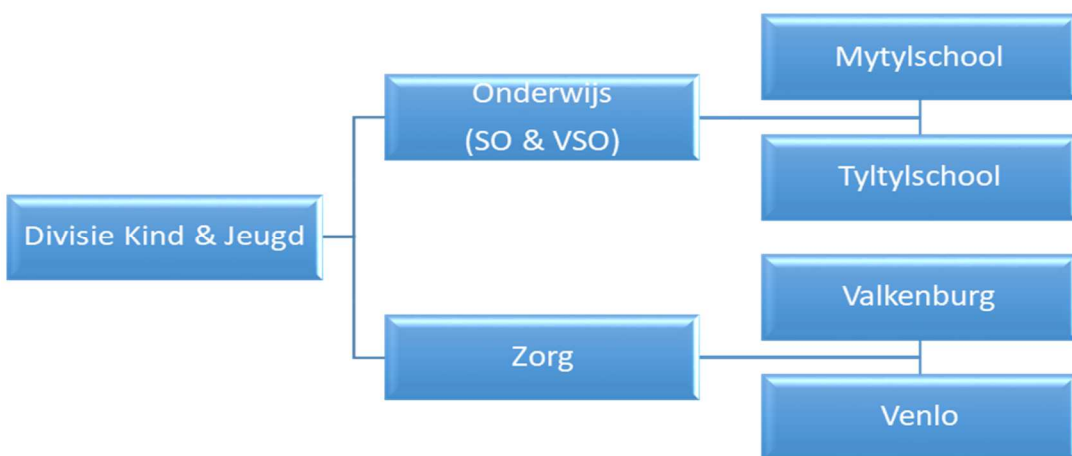 Divisie Kind & Jeugd
Onderwijs
(SO & VSO)
Mytylschool
Tyltylschool
Zorg
Valkenburg
Venlo